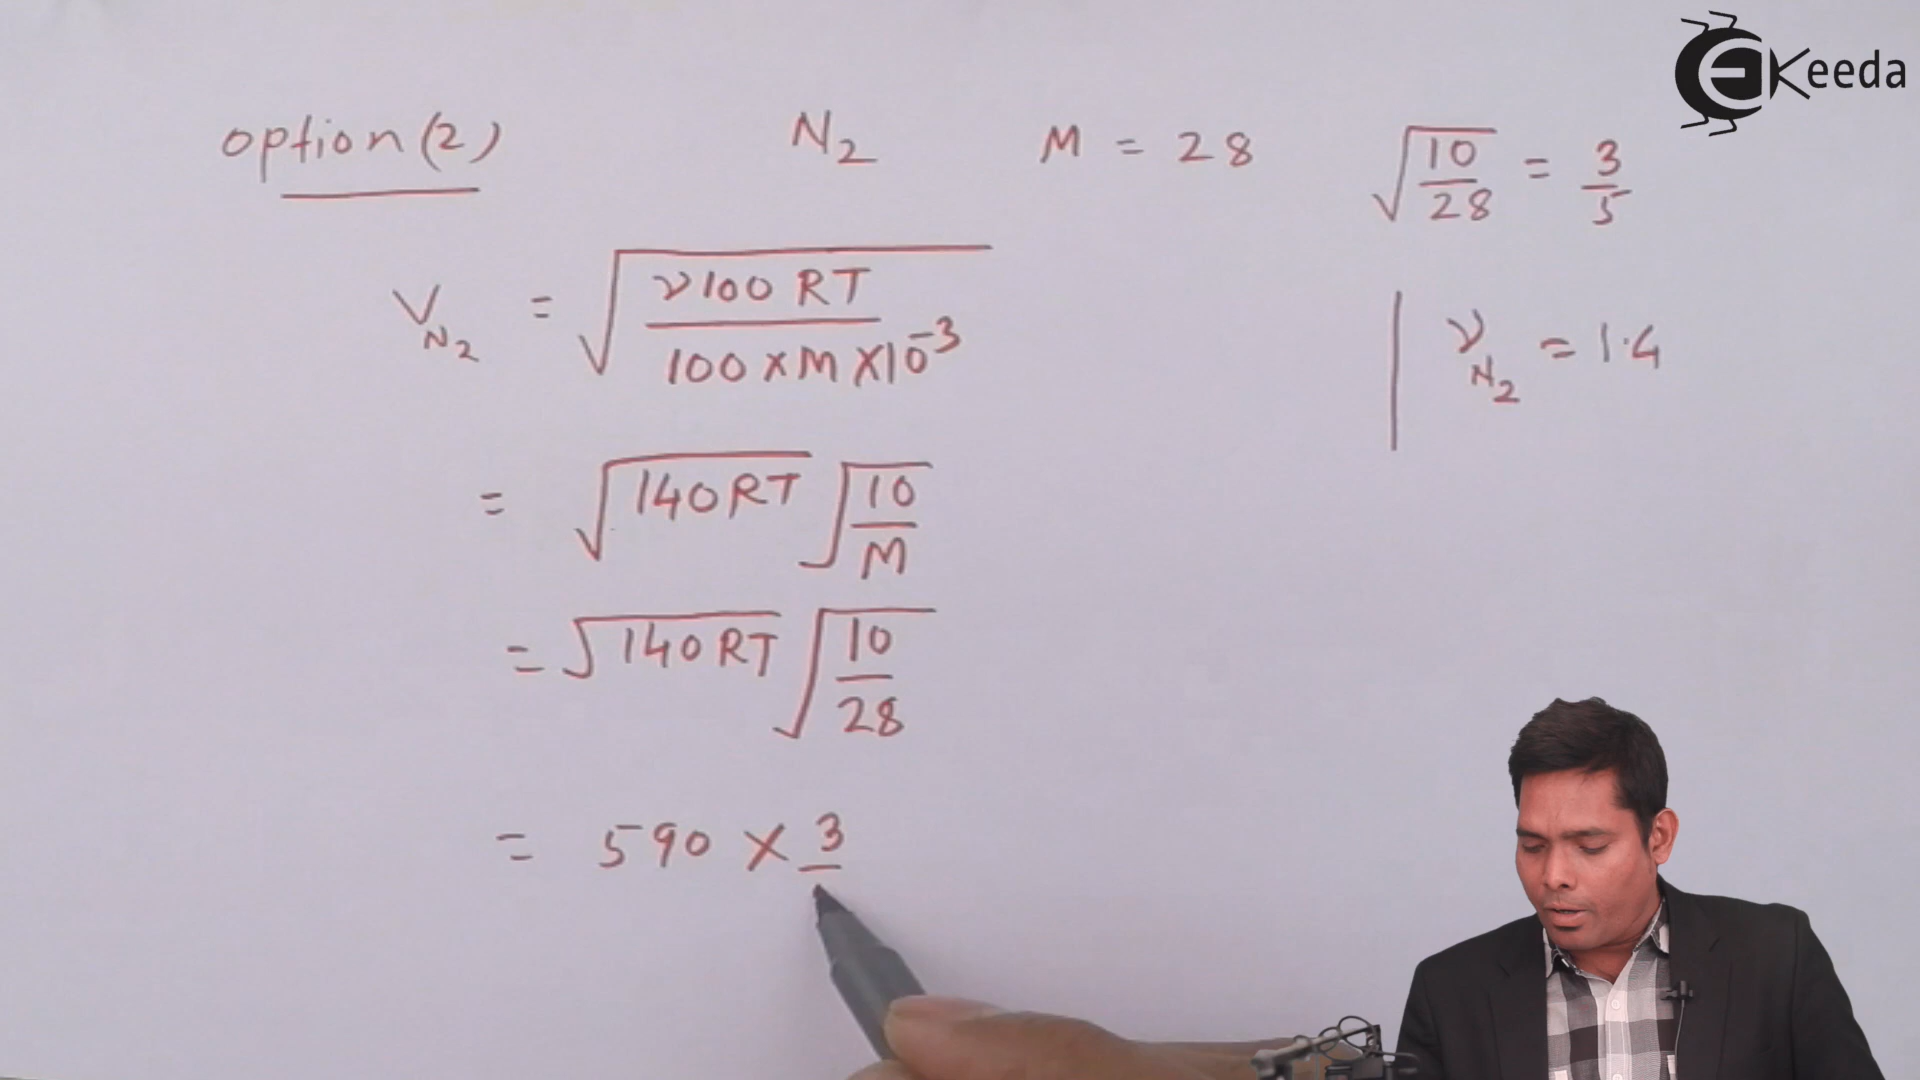 EKeeda
option(2) N₂ M = 28 √(10/28) = 3/5
V_N₂ = √(γ100 RT / 100 × M × 10⁻³) | γ_N₂ = 1.4
= √(140RT) √(10/M)
= √(140RT) √(10/28)
= 590 × 3/